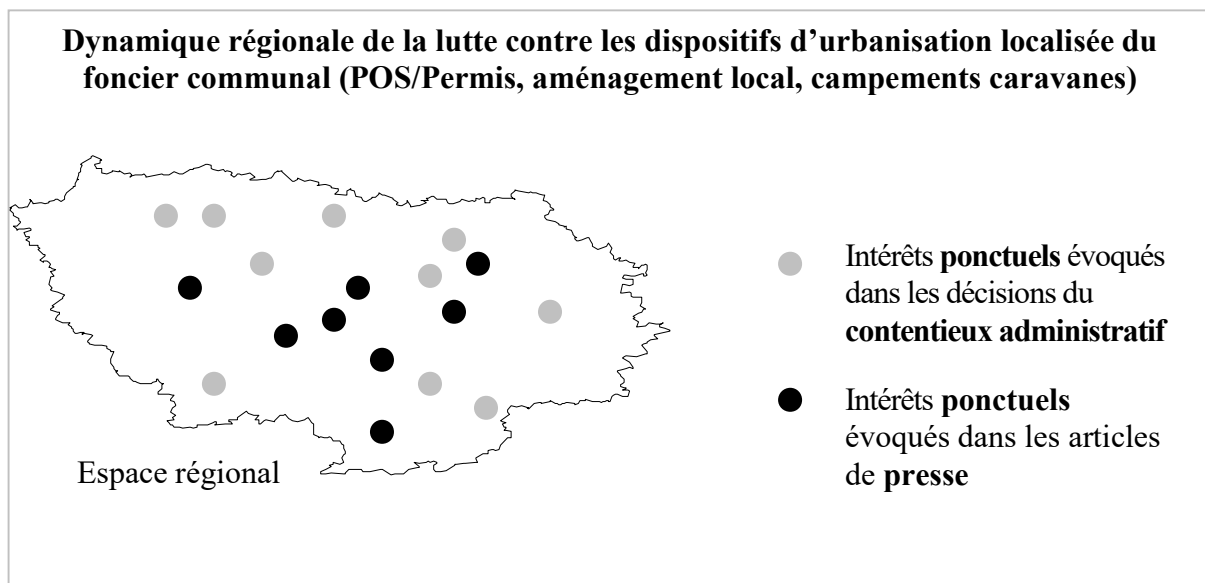 Dynamique régionale de la lutte contre les dispositifs d’urbanisation localisée du
foncier communal (POS/Permis, aménagement local, campements caravanes)
Intérêts ponctuels évoqués
dans les décisions du
contentieux administratif
Intérêts ponctuels
évoqués dans les articles
de presse
Espace régional